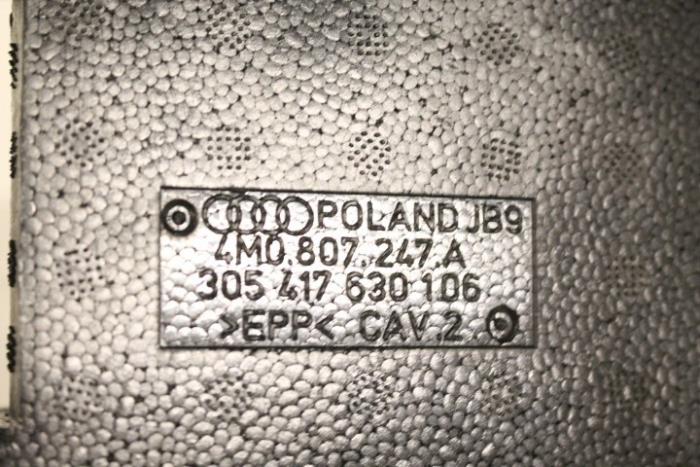 POLAND JB9
4M0.807.247.A
305 417 630 106
>EPP< CAV.2.